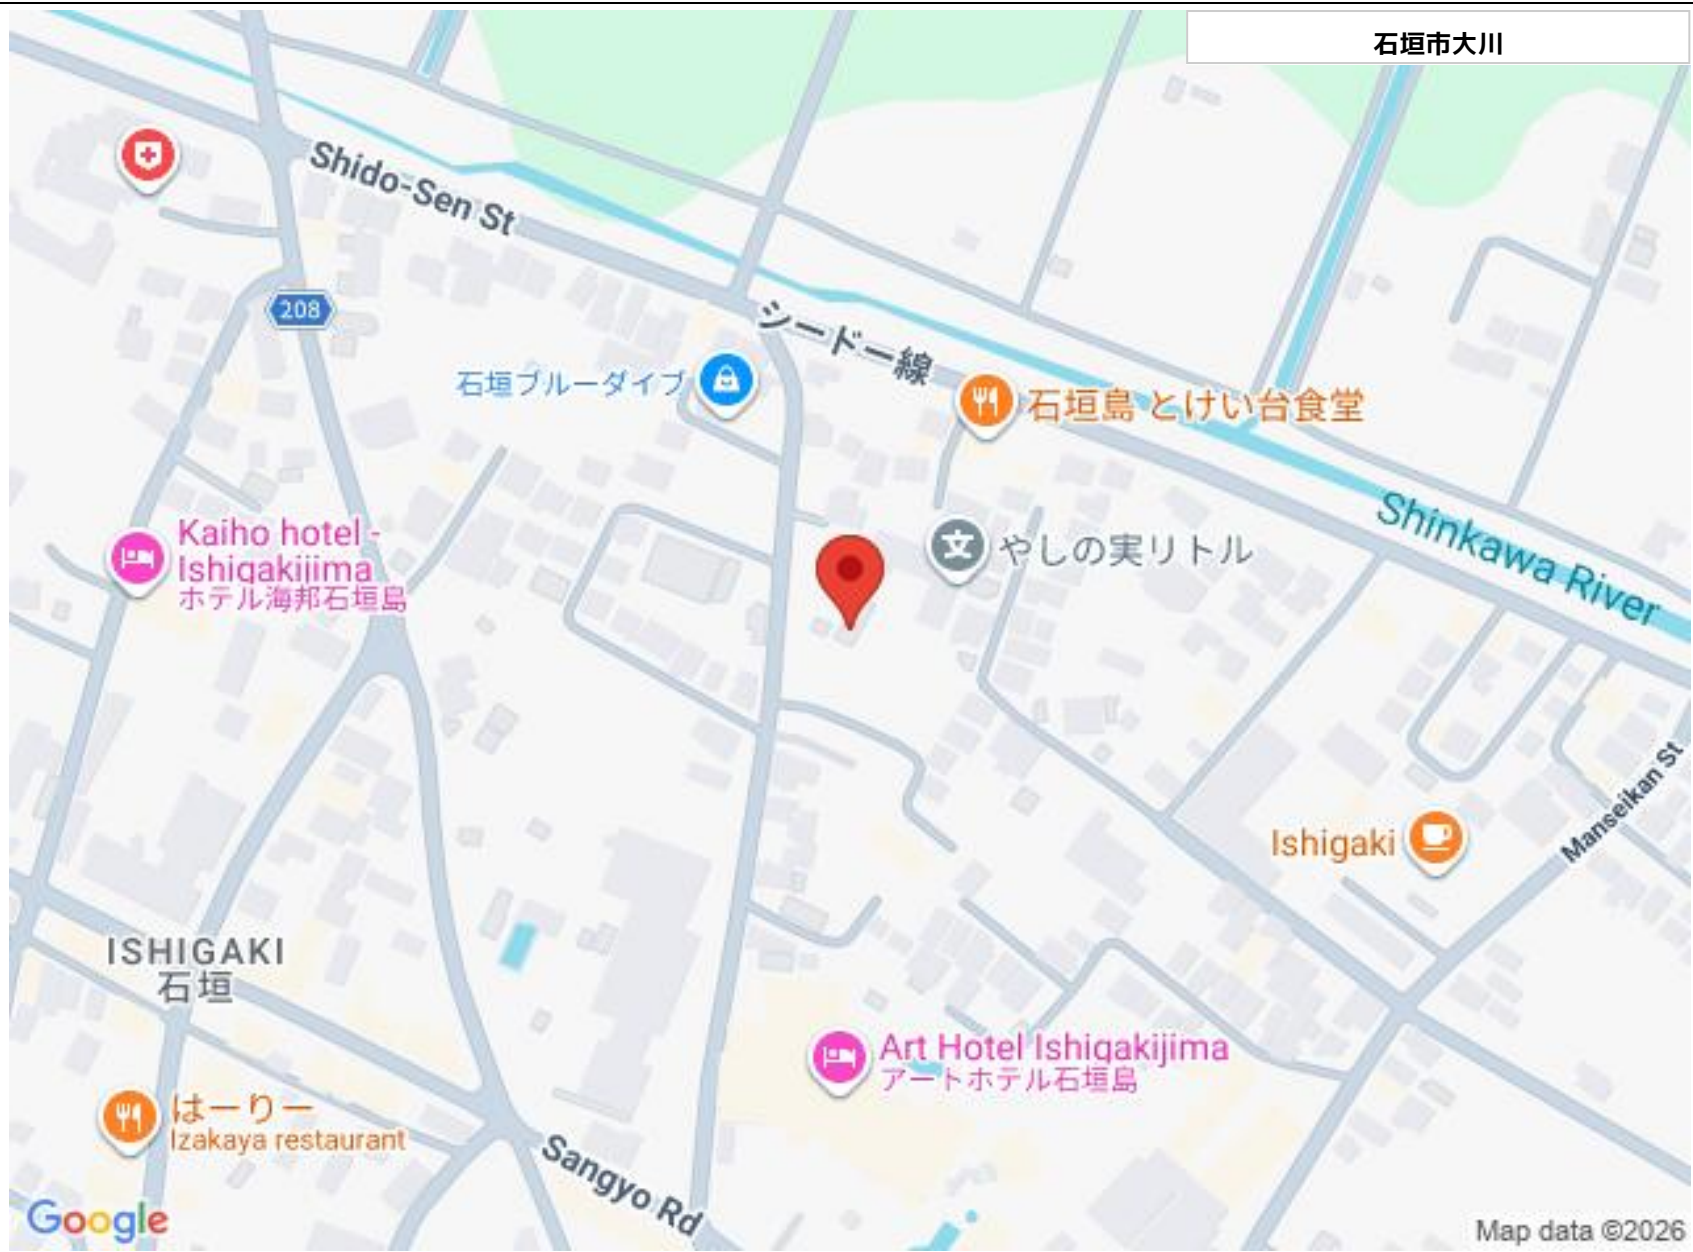 石垣市大川
Shido-Sen St
208
シードー線
石垣ブルーダイブ
石垣島 とけい台食堂
Shinkawa River
Kaiho hotel -
Ishigakijima
ホテル海邦石垣島
やしの実リトル
Manseikan St
Ishigaki
ISHIGAKI
石垣
Art Hotel Ishigakijima
アートホテル石垣島
はーりー
Izakaya restaurant
Sangyo Rd
Google
Map data ©2026